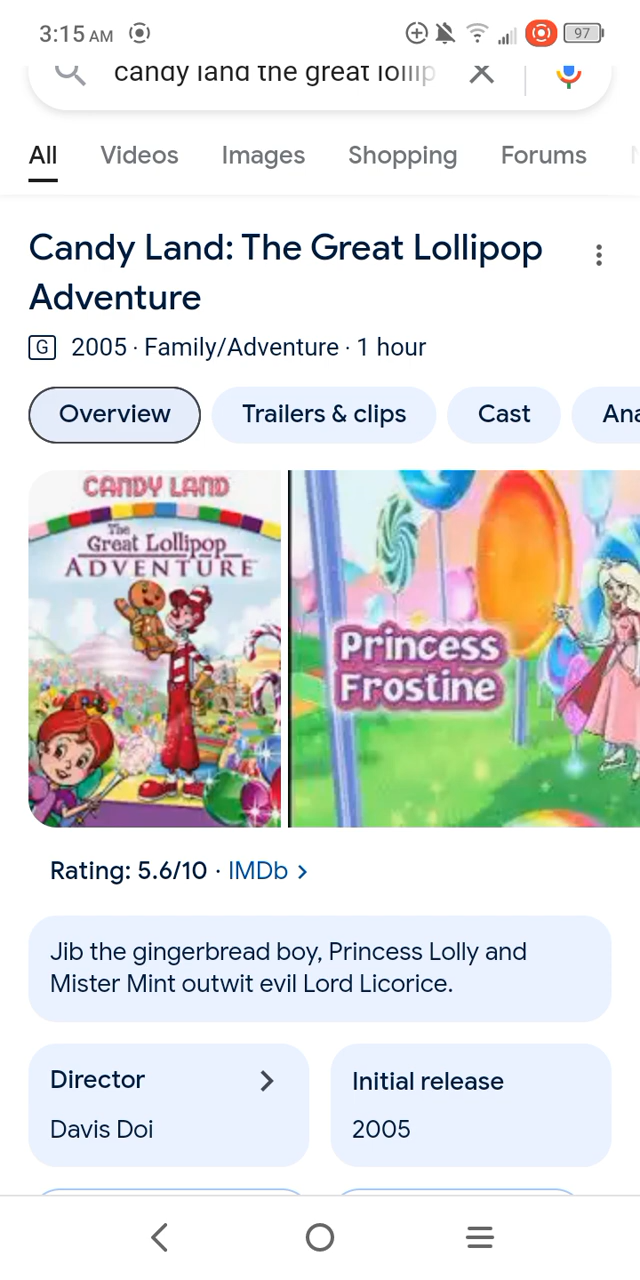 3:15 AM
97
candy land the great lollip
All Videos Images Shopping Forums
Candy Land: The Great Lollipop
Adventure
G 2005 · Family/Adventure · 1 hour
Overview Trailers & clips Cast Ana
CANDY LAND
The
Great Lollipop
ADVENTURE
Princess
Frostine
Rating: 5.6/10 · IMDb
Jib the gingerbread boy, Princess Lolly and
Mister Mint outwit evil Lord Licorice.
Director
Davis Doi
Initial release
2005